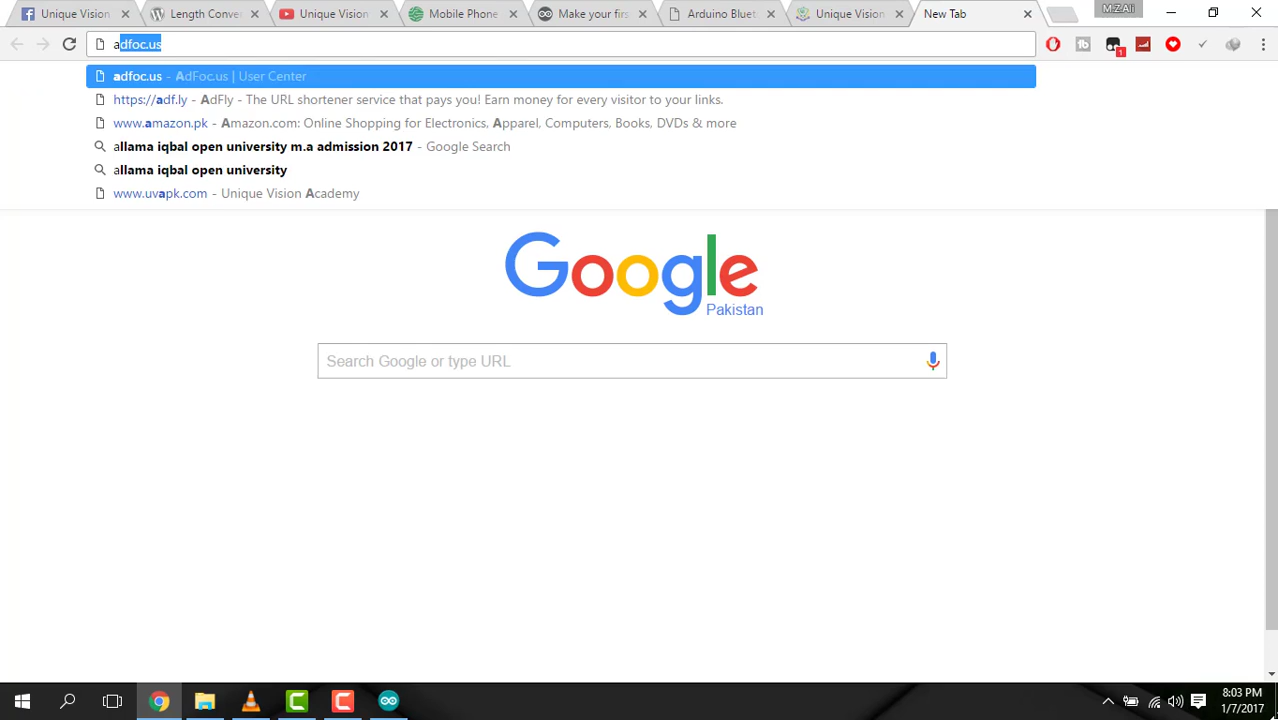 Unique Vision
Length Conve
Unique Vision
Mobile Phone
Make your firs
Arduino Bluet
Unique Vision
New Tab
M.Z.Ali
adfoc.us
1
adfoc.us - AdFoc.us | User Center
https://adf.ly - AdFly - The URL shortener service that pays you! Earn money for every visitor to your links.
www.amazon.pk - Amazon.com: Online Shopping for Electronics, Apparel, Computers, Books, DVDs & more
allama iqbal open university m.a admission 2017 - Google Search
allama iqbal open university
www.uvapk.com - Unique Vision Academy
Google
Pakistan
Search Google or type URL
8:03 PM
1/7/2017